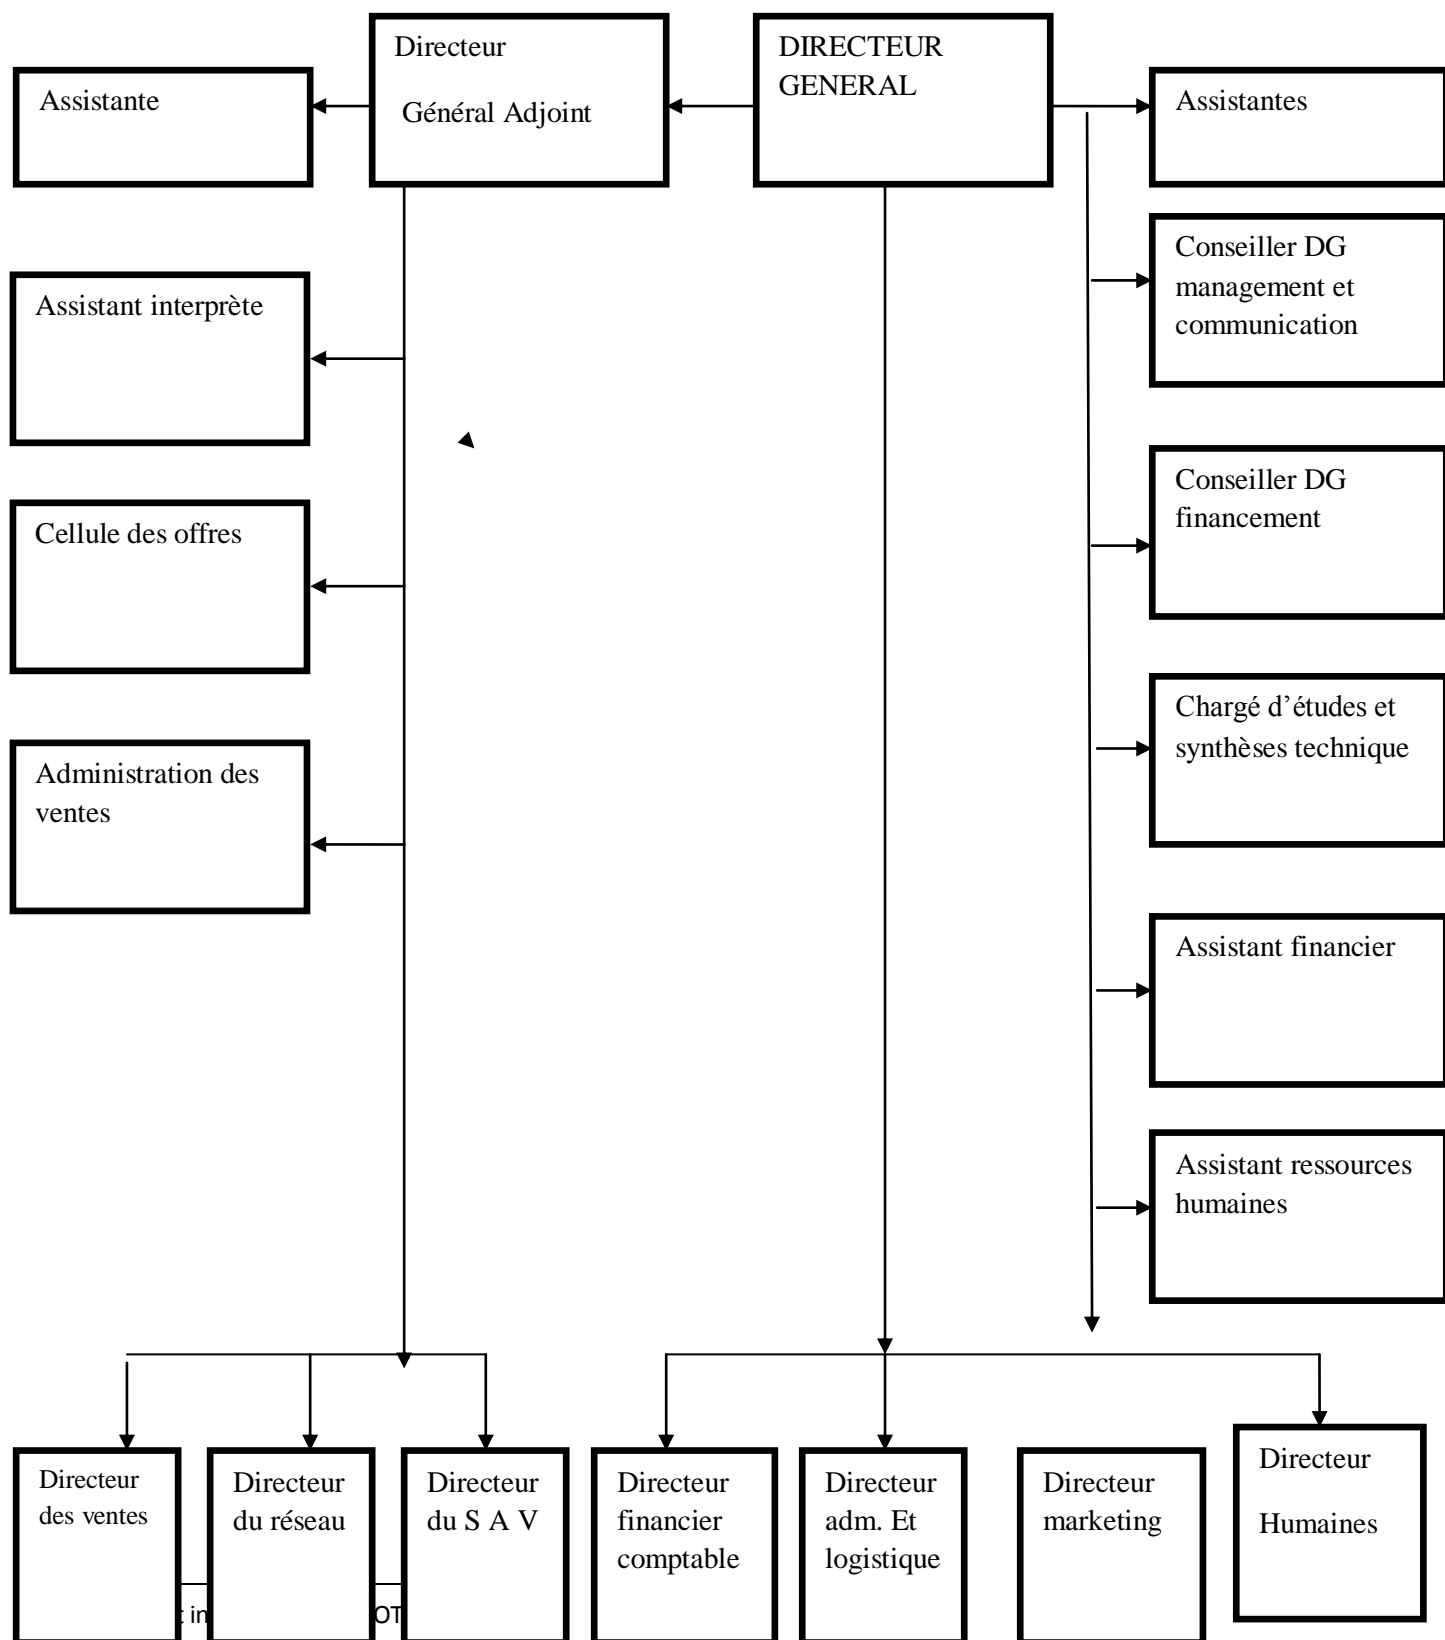 Directeur
Général Adjoint
DIRECTEUR
GENERAL
Assistante
Assistantes
Conseiller DG
management et
communication
Assistant interprète
Conseiller DG
financement
Cellule des offres
Chargé d’études et
synthèses technique
Administration des
ventes
Assistant financier
Assistant ressources
humaines
Directeur
des ventes
Directeur
du réseau
Directeur
du S A V
Directeur
financier
comptable
Directeur
adm. Et
logistique
Directeur
marketing
Directeur
Humaines